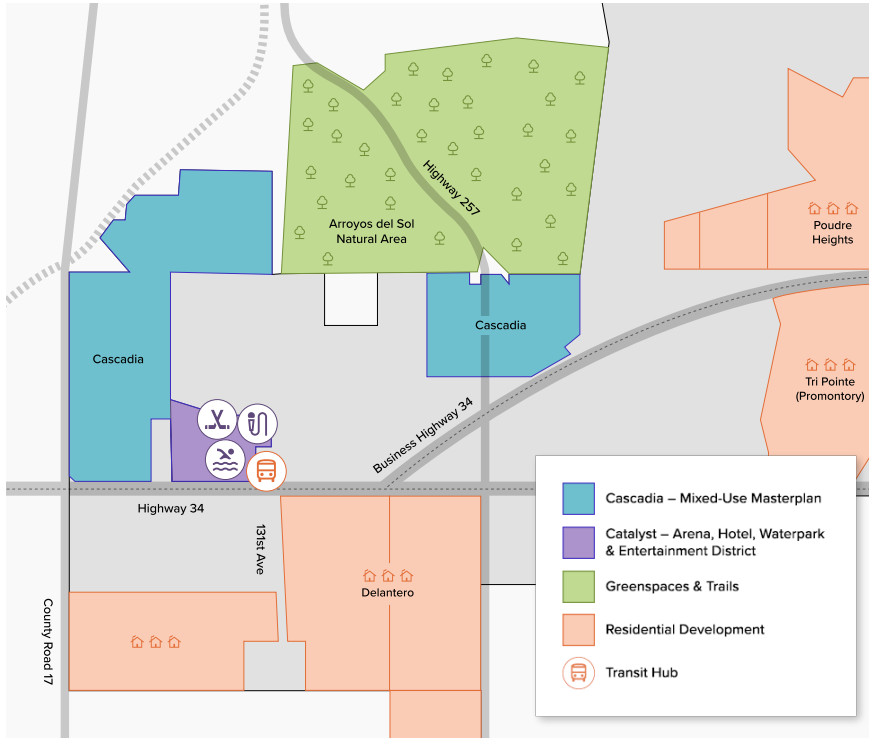 Highway 257
Arroyos del Sol
Natural Area
Poudre
Heights
Cascadia
Cascadia
Tri Pointe
(Promontory)
Business Highway 34
Highway 34
131st Ave
Delantero
County Road 17
Cascadia – Mixed-Use Masterplan
Catalyst – Arena, Hotel, Waterpark
& Entertainment District
Greenspaces & Trails
Residential Development
Transit Hub